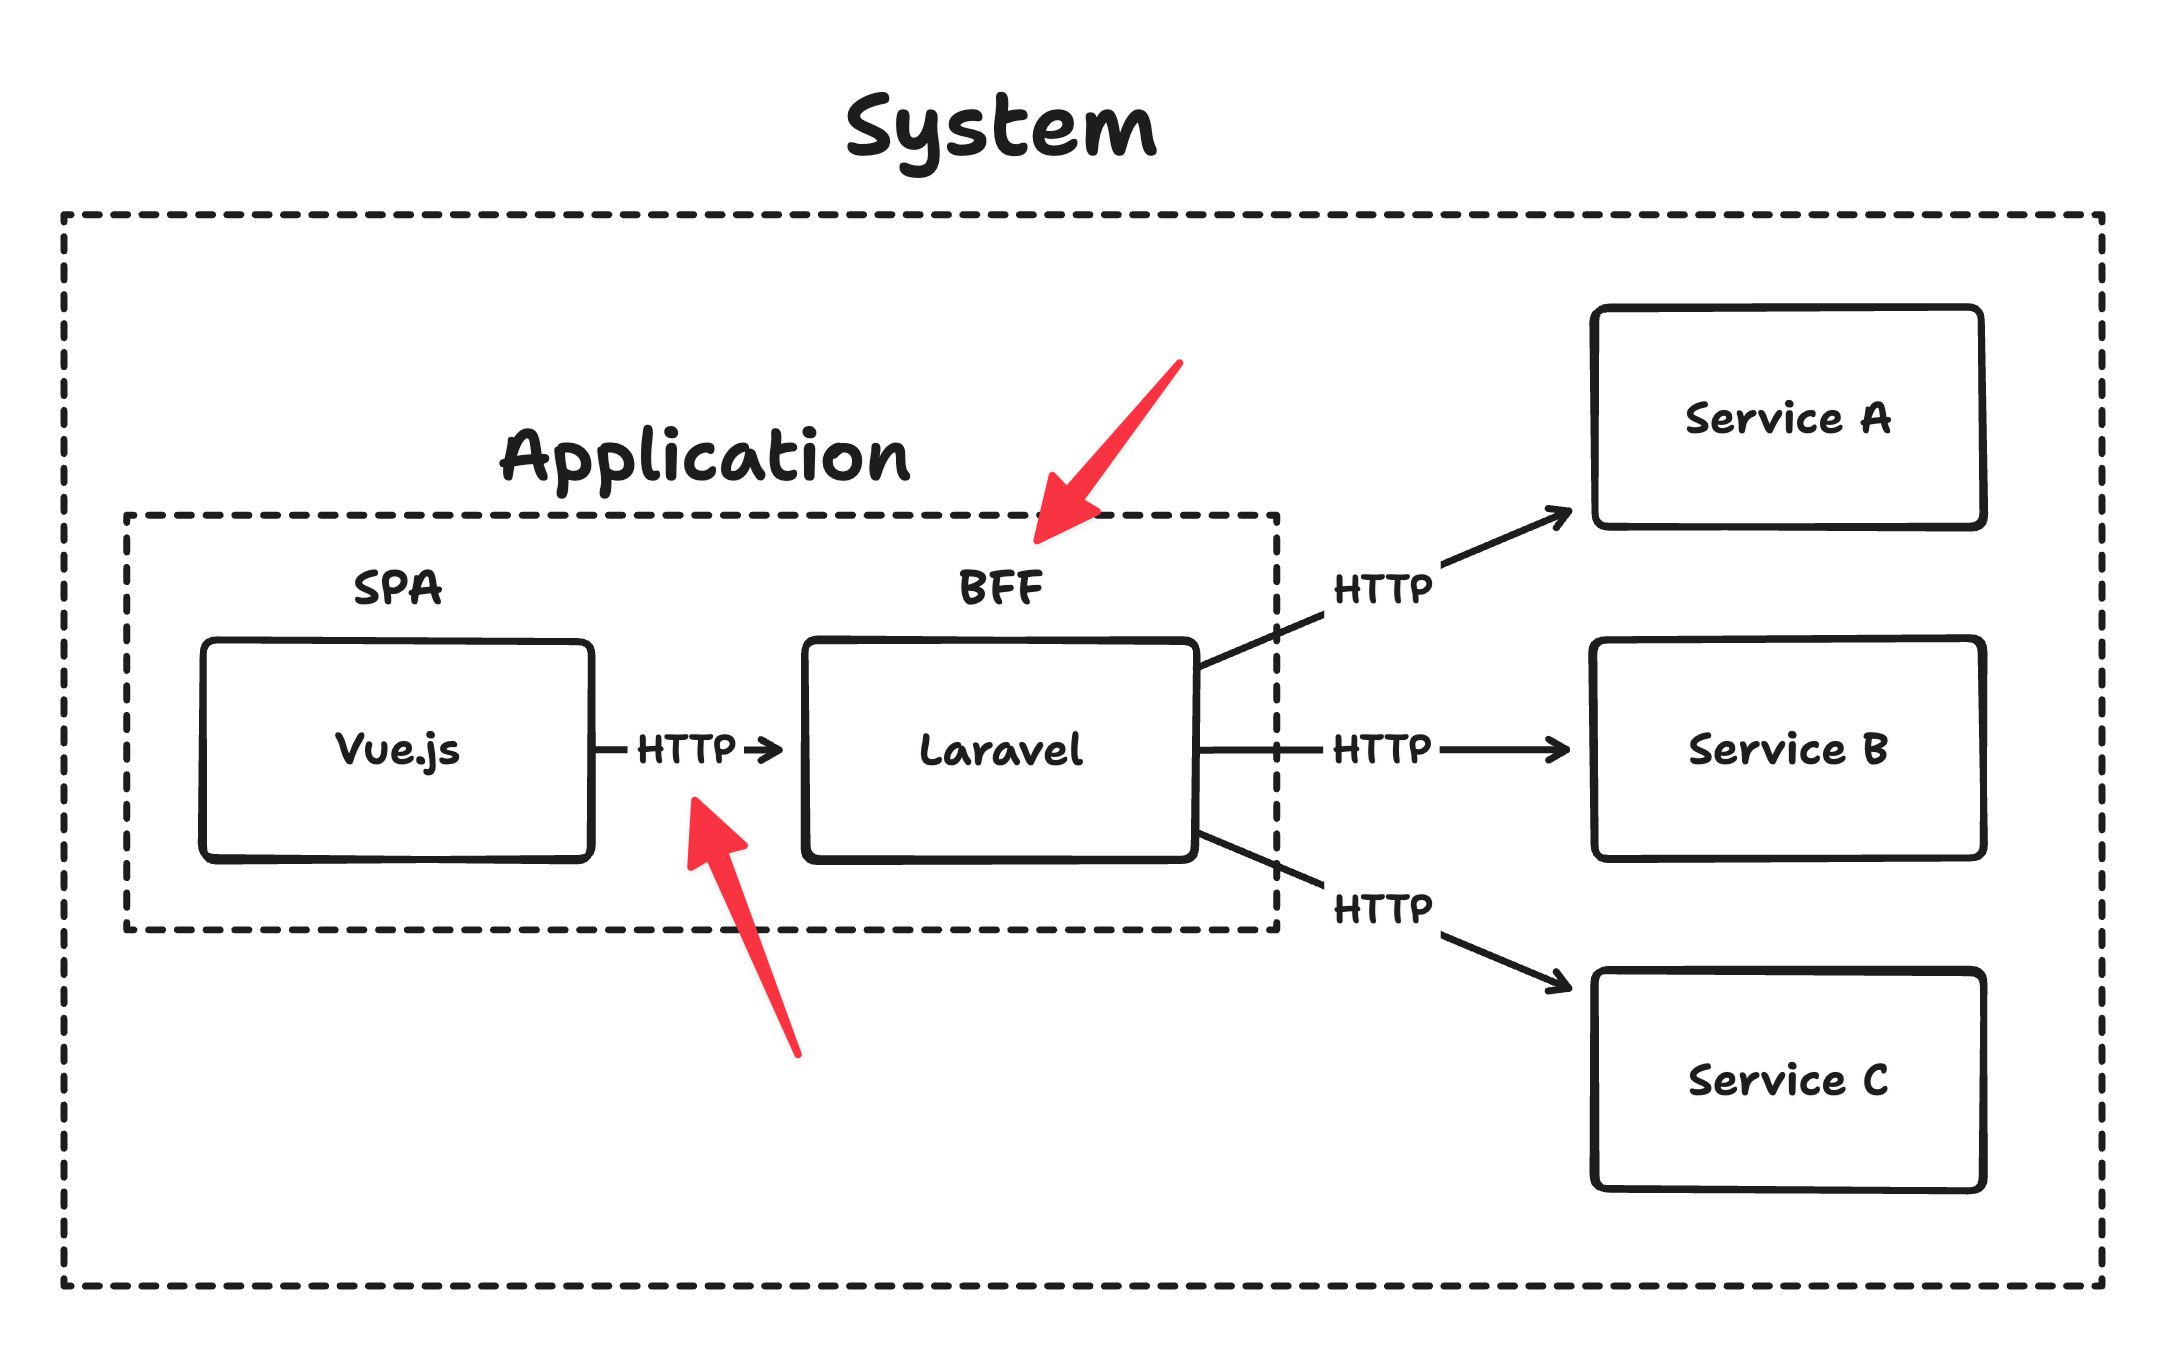 System
Application
SPA
BFF
Vue.js
HTTP
Laravel
HTTP
HTTP
HTTP
Service A
Service B
Service C